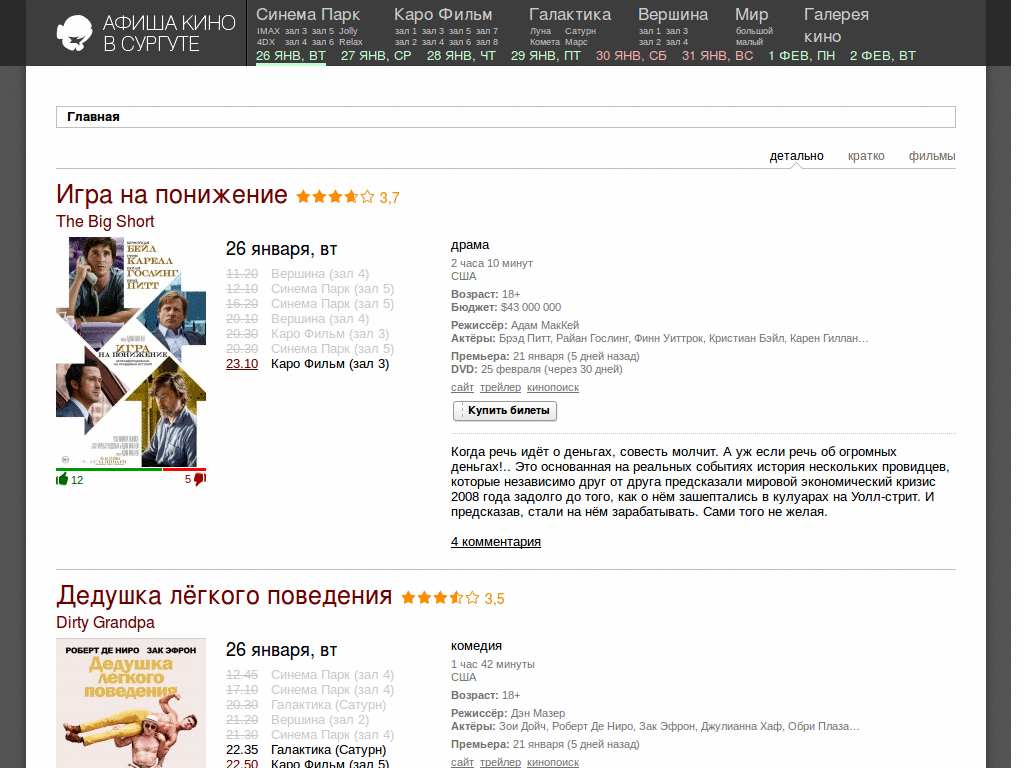 АФИША КИНО
В СУРГУТЕ
Синема Парк Каро Фильм Галактика Вершина Мир Галерея кино
IMAX зал 3 зал 5 Jolly зал 1 зал 3 зал 5 зал 7 Луна Сатурн зал 1 зал 3 большой
4DX зал 4 зал 6 Relax зал 2 зал 4 зал 6 зал 8 Комета Марс зал 2 зал 4 малый
26 ЯНВ, ВТ 27 ЯНВ, СР 28 ЯНВ, ЧТ 29 ЯНВ, ПТ 30 ЯНВ, СБ 31 ЯНВ, ВС 1 ФЕВ, ПН 2 ФЕВ, ВТ
Главная
детально кратко фильмы
Игра на понижение 3,7
The Big Short
БЕЙЛ
КАРЕЛЛ
ГОСЛИНГ
ПИТТ
ИГРА
НА ПОНИЖЕНИЕ
12 5
26 января, вт
11.20 Вершина (зал 4)
12.10 Синема Парк (зал 5)
16.20 Синема Парк (зал 5)
20.10 Вершина (зал 4)
20.30 Каро Фильм (зал 3)
20.30 Синема Парк (зал 5)
23.10 Каро Фильм (зал 3)
драма
2 часа 10 минут
США
Возраст: 18+
Бюджет: $43 000 000
Режиссёр: Адам МакКей
Актёры: Брэд Питт, Райан Гослинг, Финн Уиттрок, Кристиан Бэйл, Карен Гиллан…
Премьера: 21 января (5 дней назад)
DVD: 25 февраля (через 30 дней)
сайт трейлер кинопоиск
Купить билеты
Когда речь идёт о деньгах, совесть молчит. А уж если речь об огромных
деньгах!.. Это основанная на реальных событиях история нескольких провидцев,
которые независимо друг от друга предсказали мировой экономический кризис
2008 года задолго до того, как о нём зашептались в кулуарах на Уолл-стрит. И
предсказав, стали на нём зарабатывать. Сами того не желая.
4 комментария
Дедушка лёгкого поведения 3,5
Dirty Grandpa
РОБЕРТ ДЕ НИРО ЗАК ЭФРОН
Дедушка
легкого
поведения
26 января, вт
12.45 Синема Парк (зал 4)
17.10 Синема Парк (зал 4)
20.30 Галактика (Сатурн)
21.20 Вершина (зал 2)
21.30 Синема Парк (зал 4)
22.35 Галактика (Сатурн)
22.50 Каро Фильм (зал 5)
комедия
1 час 42 минуты
США
Возраст: 18+
Режиссёр: Дэн Мазер
Актёры: Зои Дойч, Роберт Де Ниро, Зак Эфрон, Джулианна Хаф, Обри Плаза…
Премьера: 21 января (5 дней назад)
сайт трейлер кинопоиск